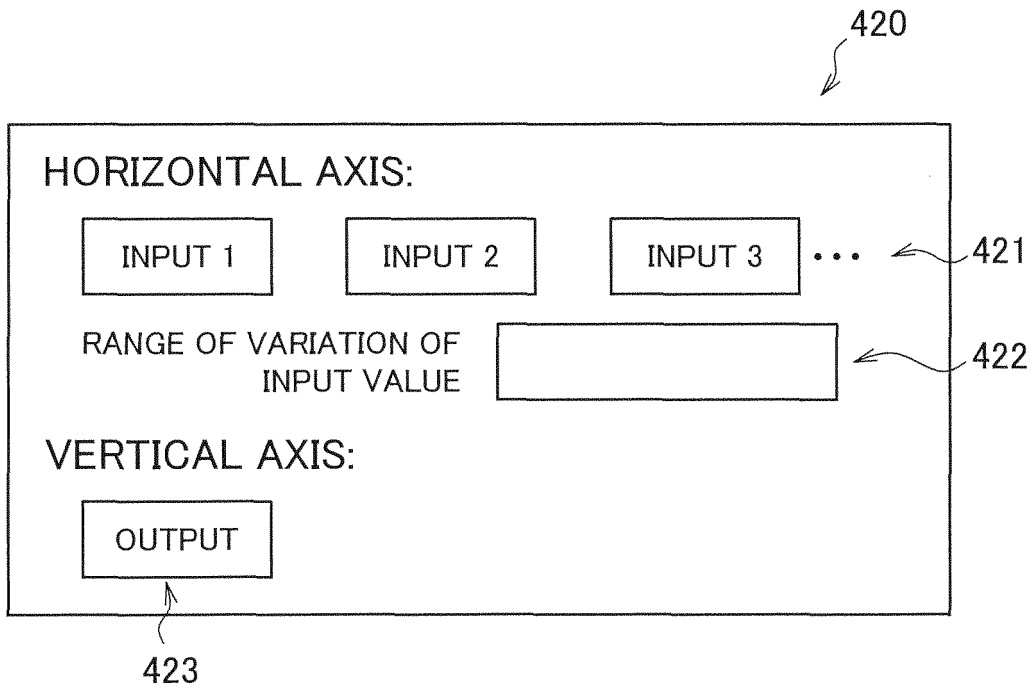 420
HORIZONTAL AXIS:
INPUT 1 INPUT 2 INPUT 3 ••• 421
RANGE OF VARIATION OF
INPUT VALUE
422
VERTICAL AXIS:
OUTPUT
423